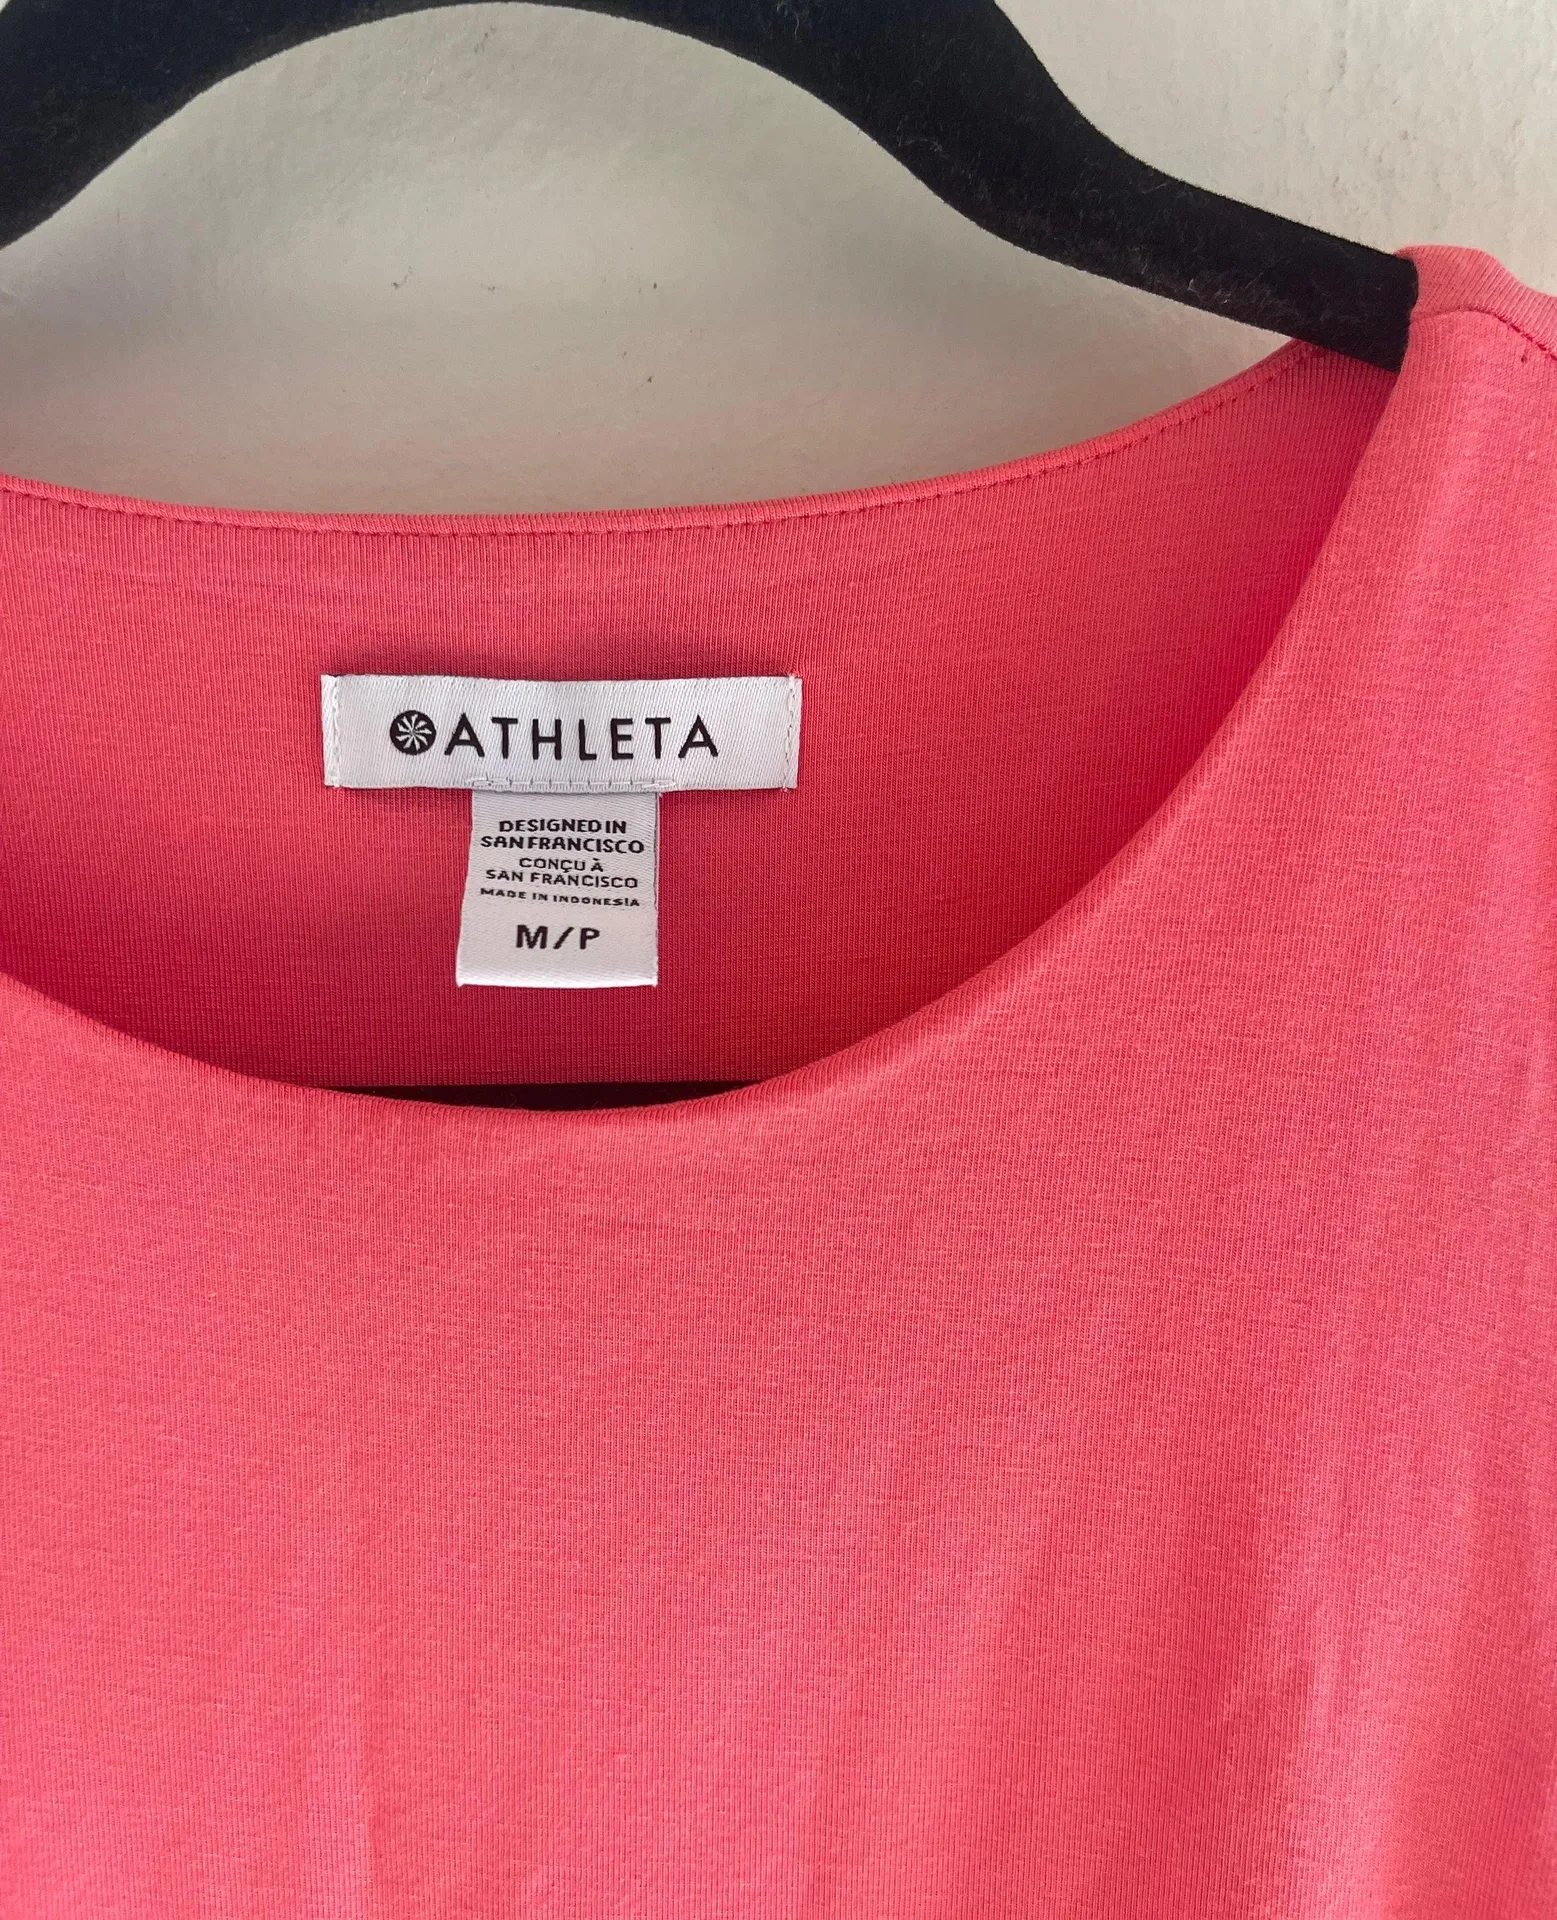 ATHLETA
DESIGNED IN
SAN FRANCISCO
CONÇU À
SAN FRANCISCO
MADE IN INDONESIA
M/P